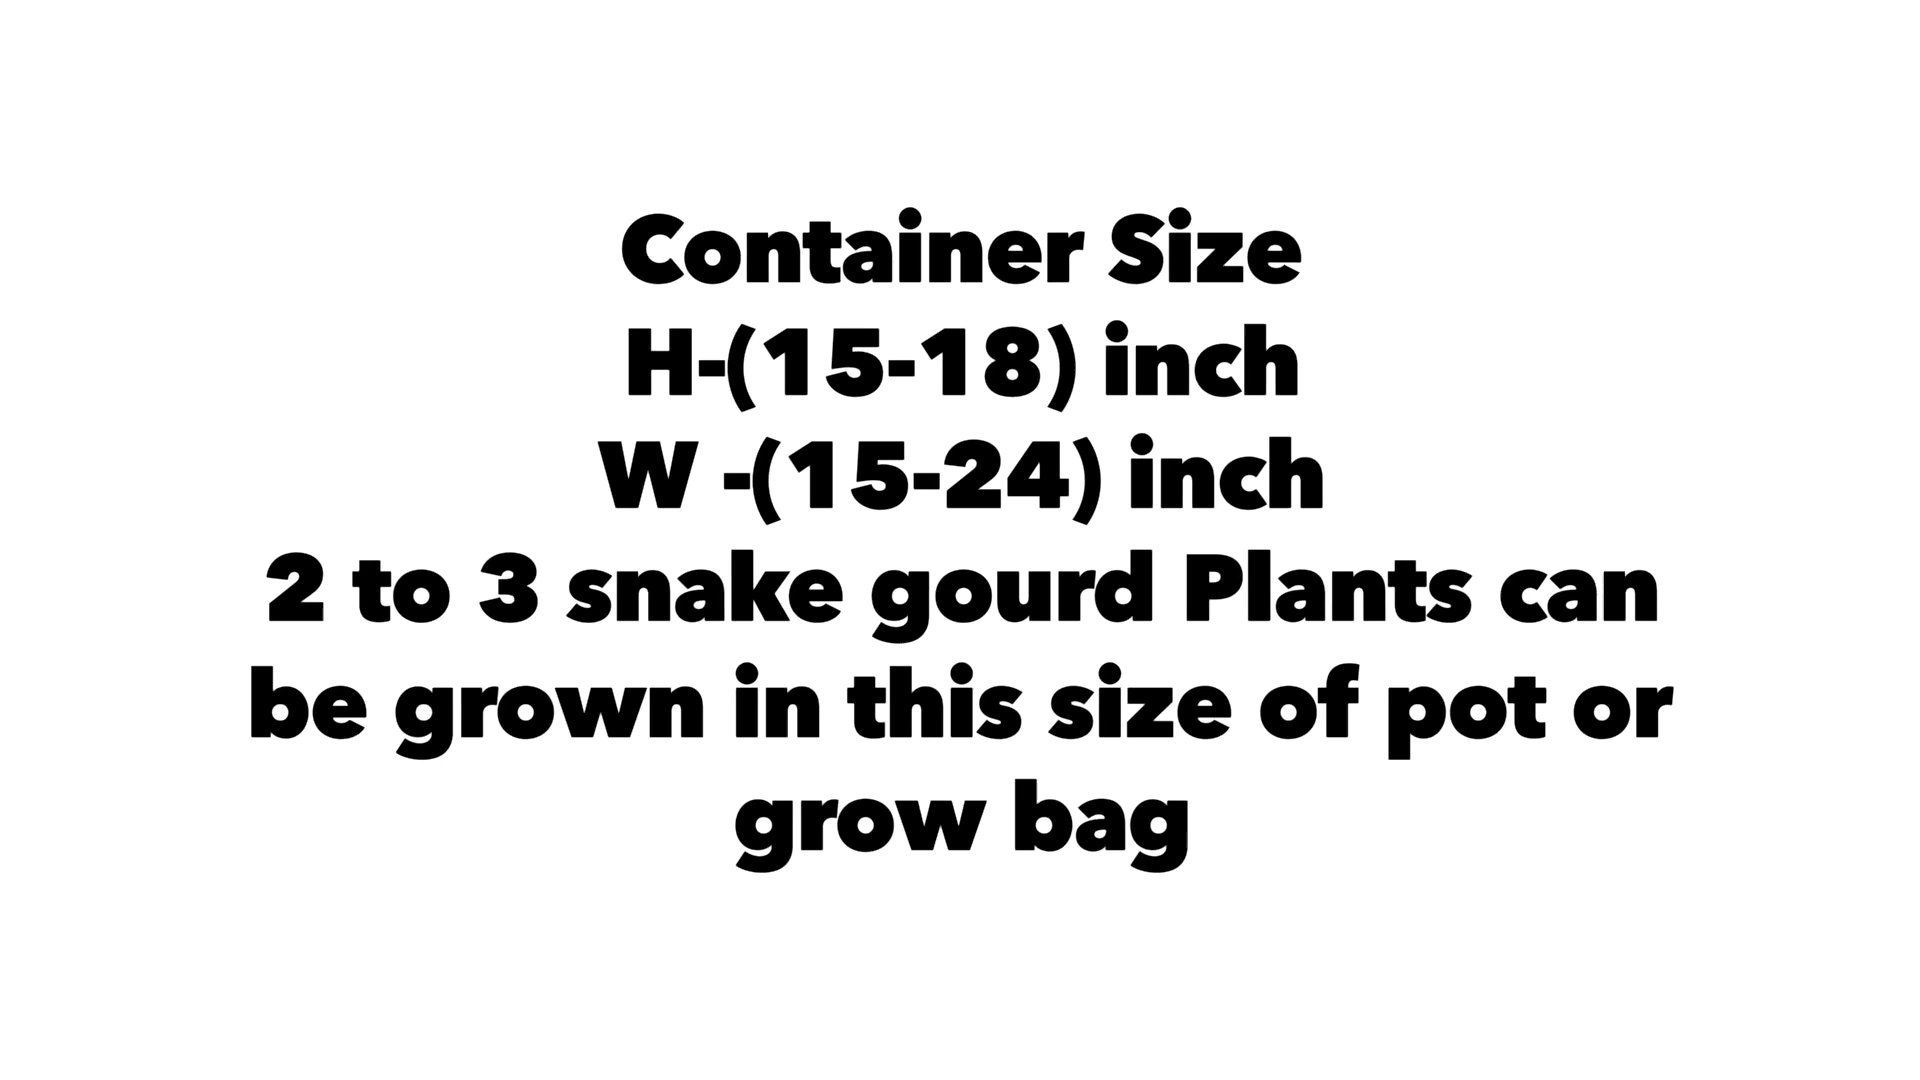 Container Size
H-(15-18) inch
W -(15-24) inch
2 to 3 snake gourd Plants can
be grown in this size of pot or
grow bag